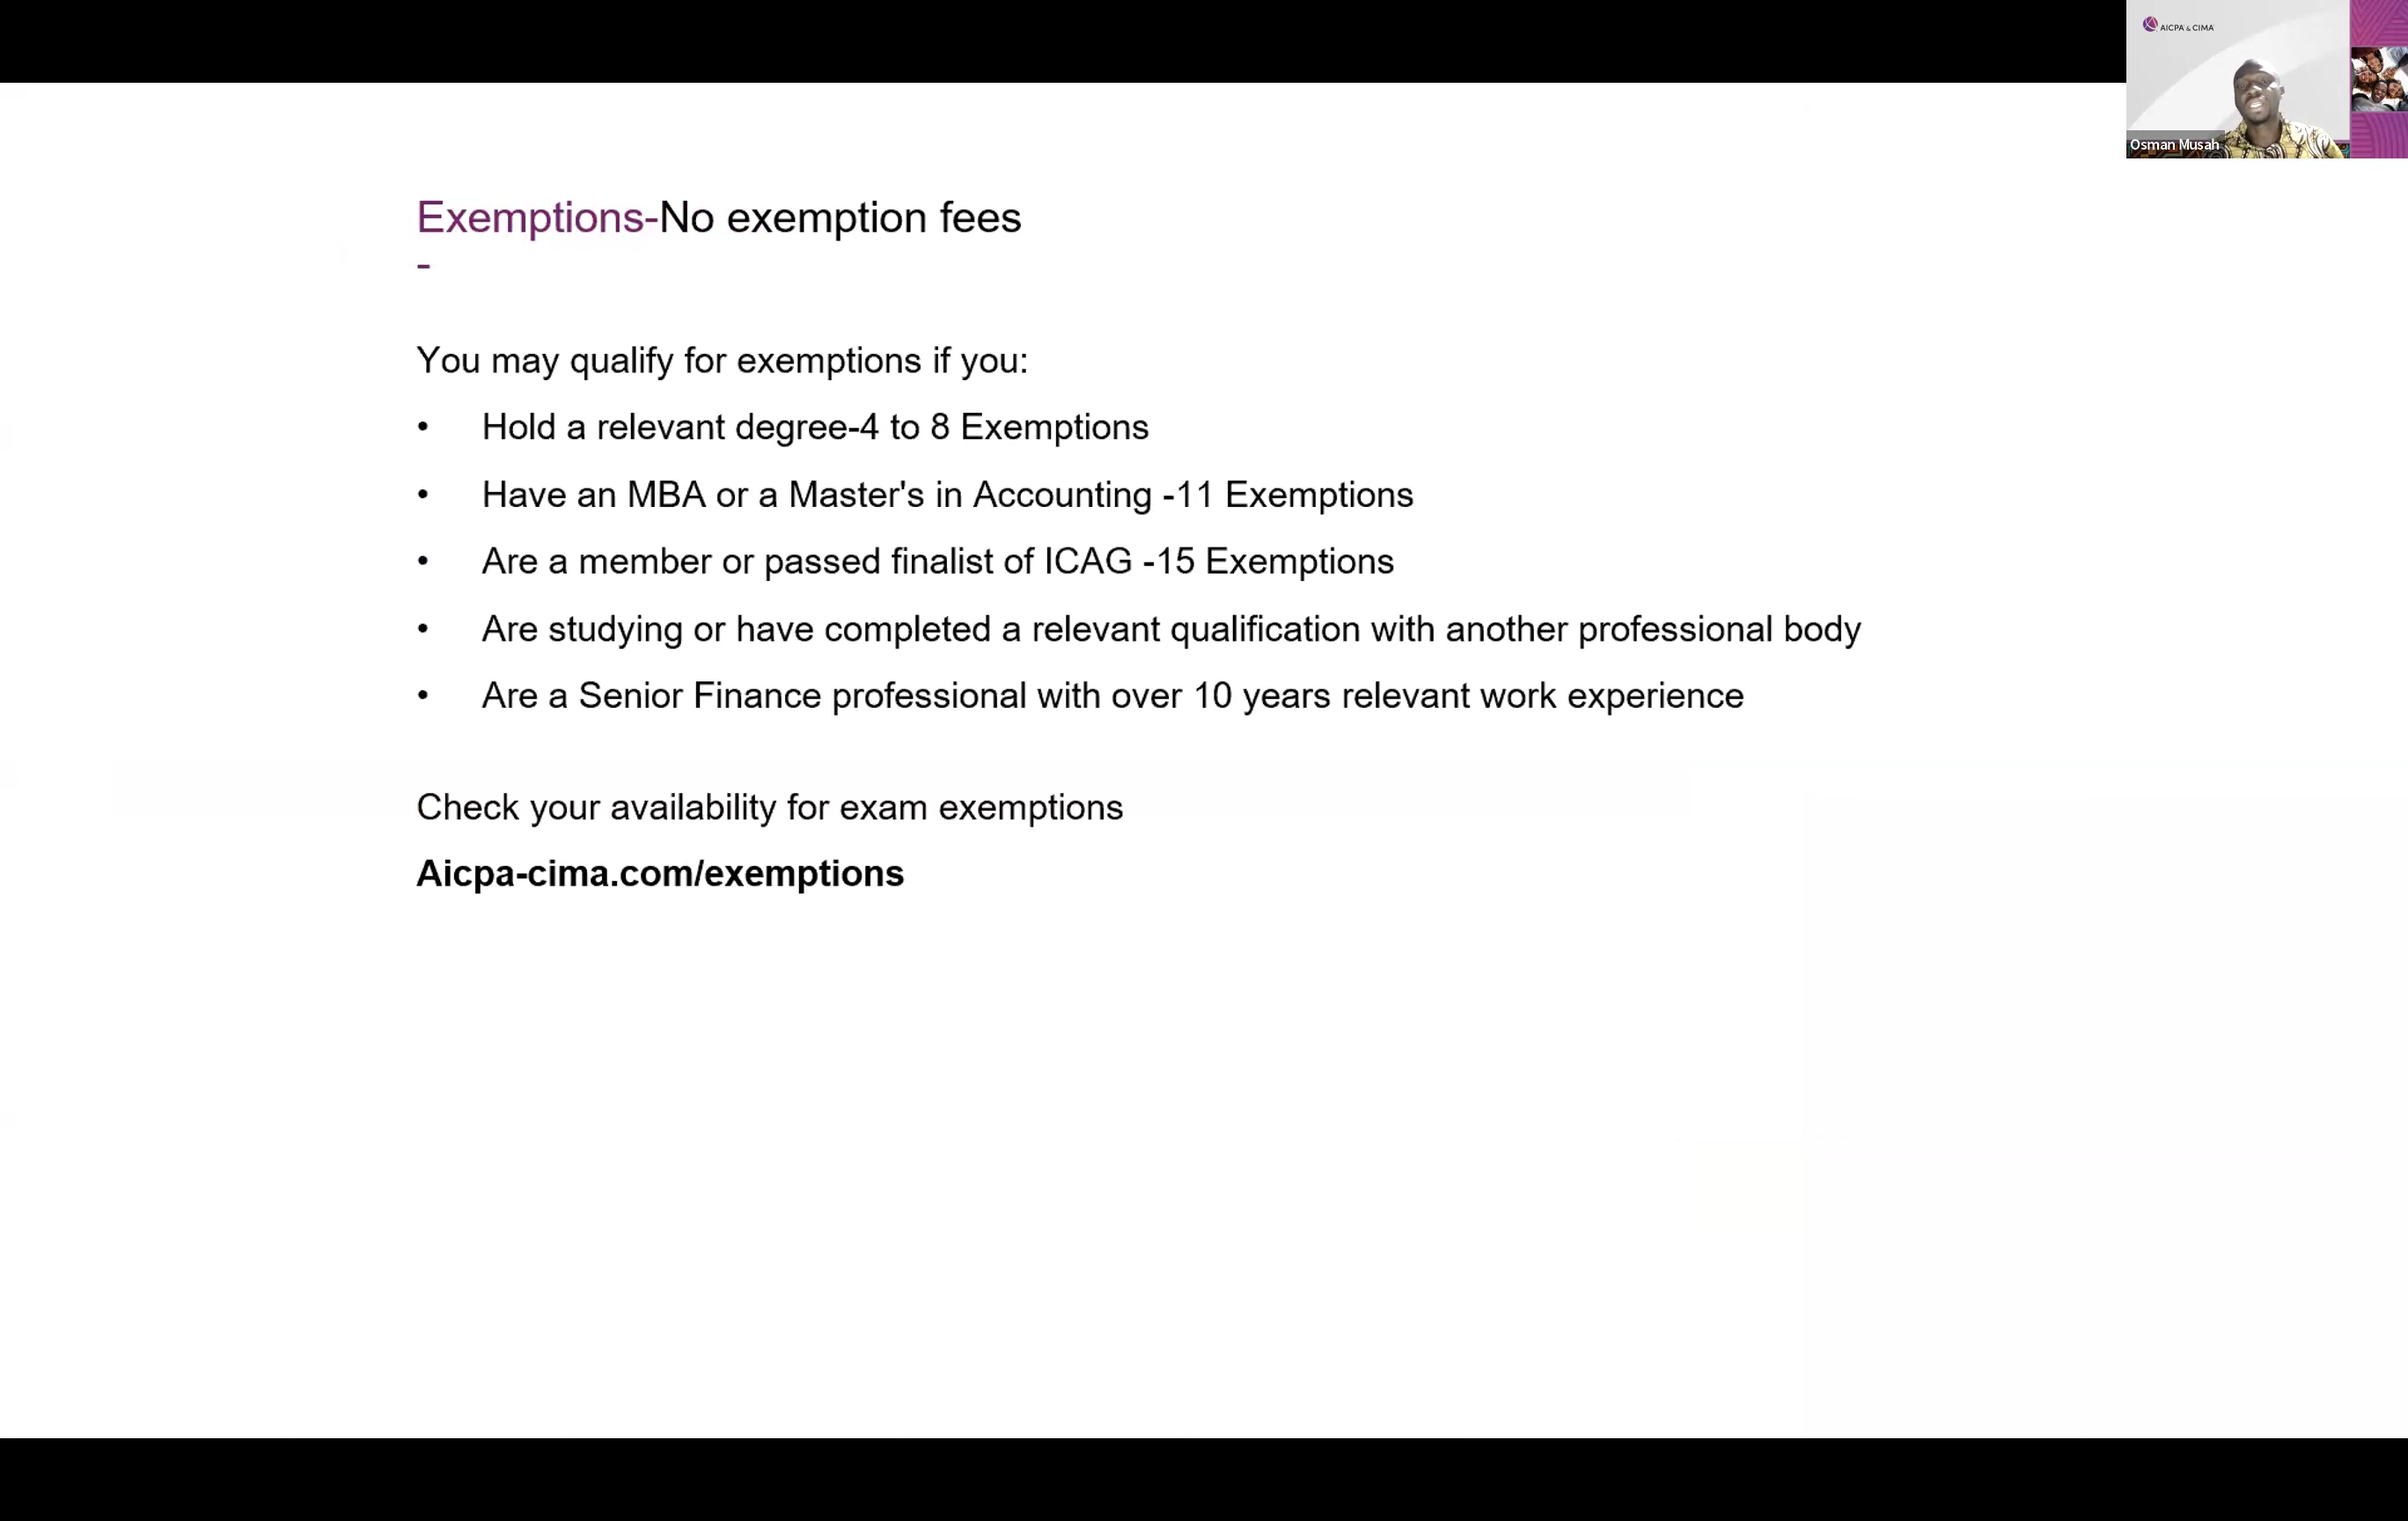 AICPA & CIMA
Osman Musah
Exemptions-No exemption fees
-
You may qualify for exemptions if you:
• Hold a relevant degree-4 to 8 Exemptions
• Have an MBA or a Master's in Accounting -11 Exemptions
• Are a member or passed finalist of ICAG -15 Exemptions
• Are studying or have completed a relevant qualification with another professional body
• Are a Senior Finance professional with over 10 years relevant work experience
Check your availability for exam exemptions
Aicpa-cima.com/exemptions